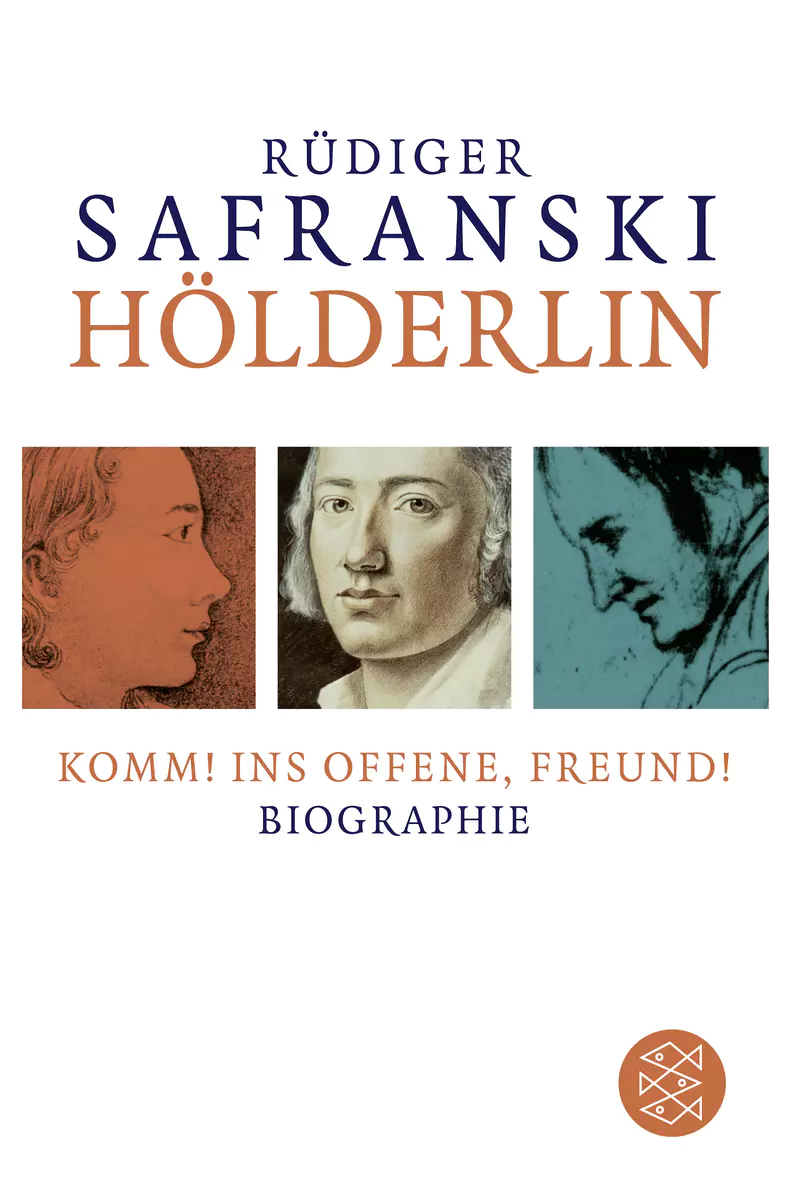 RÜDIGER
SAFRANSKI
HÖLDERLIN
KOMM! INS OFFENE, FREUND!
BIOGRAPHIE